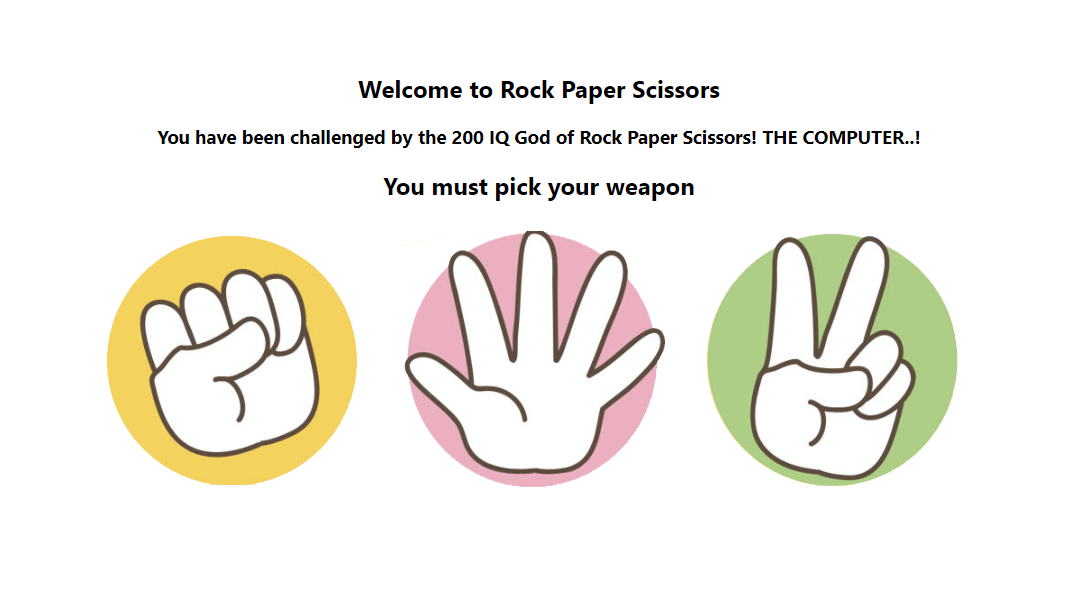 Welcome to Rock Paper Scissors
You have been challenged by the 200 IQ God of Rock Paper Scissors! THE COMPUTER..!
You must pick your weapon